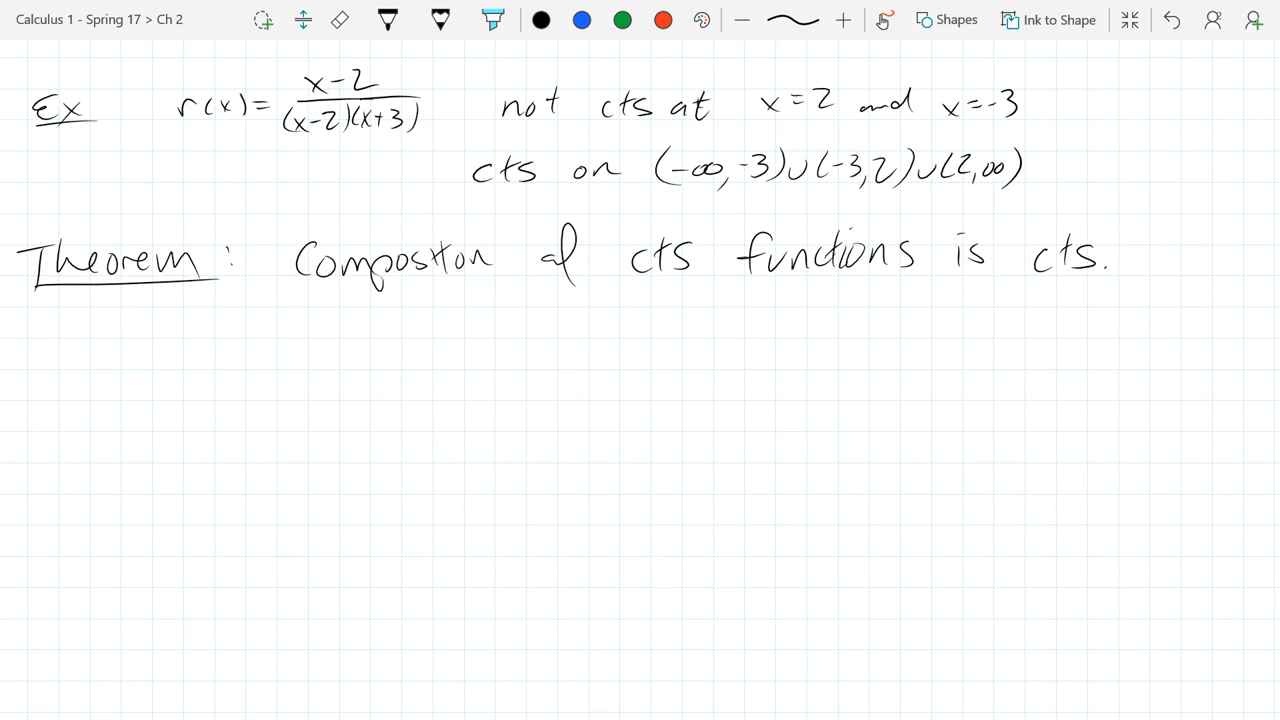 Calculus 1 - Spring 17 > Ch 2
Shapes
Ink to Shape
Ex r(x) = (x-2)/((x-2)(x+3)) not cts at x=2 and x=-3
cts on (-∞,-3)∪(-3,2)∪(2,∞)
Theorem: Composition of cts functions is cts.